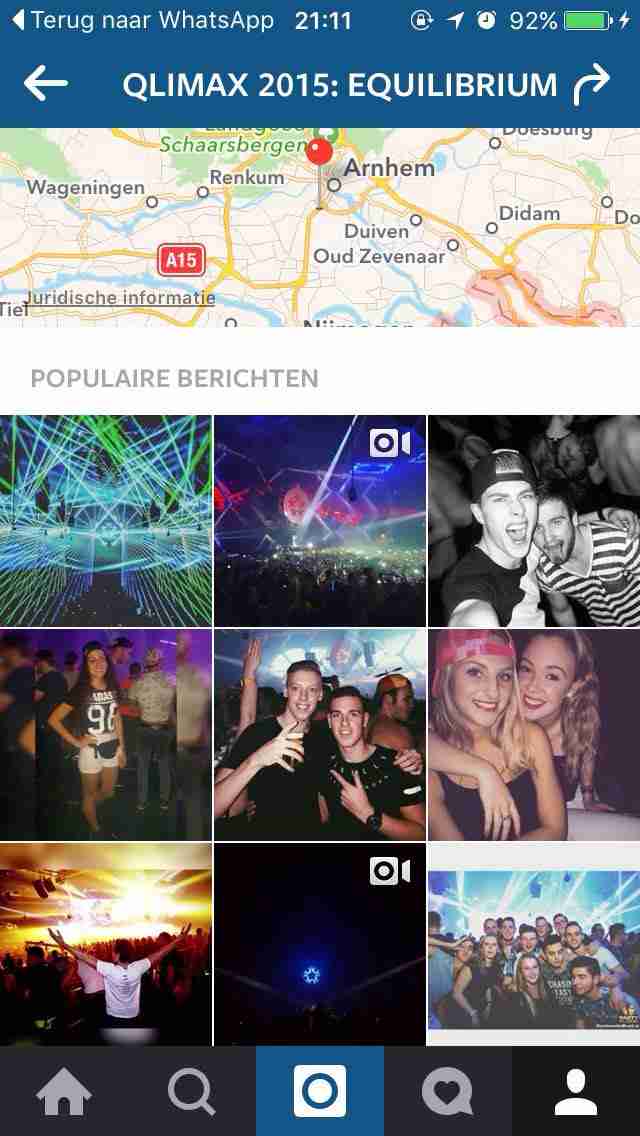 Terug naar WhatsApp 21:11 92%
QLIMAX 2015: EQUILIBRIUM
Landgoed
Schaarsbergen
Doesburg
Arnhem
Renkum
Wageningen
Didam
Do
Duiven
Oud Zevenaar
A15
Juridische informatie
Tiel
Nijmegen
POPULAIRE BERICHTEN
98